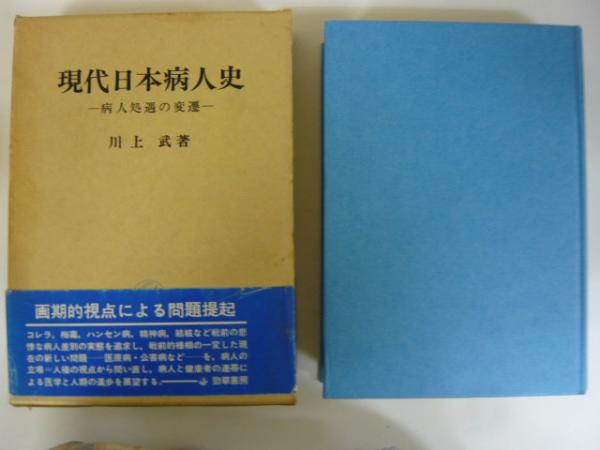 現代日本病人史
―病人処遇の変遷―
川上 武著
画期的視点による問題提起
コレラ、梅毒、ハンセン病、精神病、結核など戦前の悲
惨な病人差別の実態を追求し、戦前的様相の一変した現
在の新しい問題──医原病・公害病など──を、病人の
立場＝人権の視点から問い直し、病人と健康者の連帯に
よる医学と人類の進歩を展望する。 勁草書房